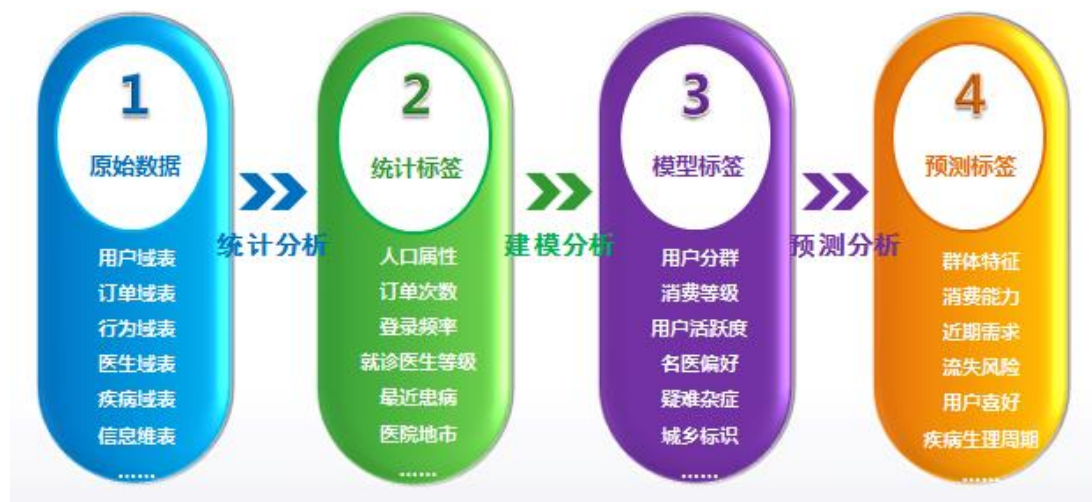 1
原始数据
用户域表
订单域表
行为域表
医生域表
疾病域表
信息维表
......
统计分析
2
统计标签
人口属性
订单次数
登录频率
就诊医生等级
最近患病
医院地市
......
建模分析
3
模型标签
用户分群
消费等级
用户活跃度
名医偏好
疑难杂症
城乡标识
......
预测分析
4
预测标签
群体特征
消费能力
近期需求
流失风险
用户喜好
疾病生理周期
......